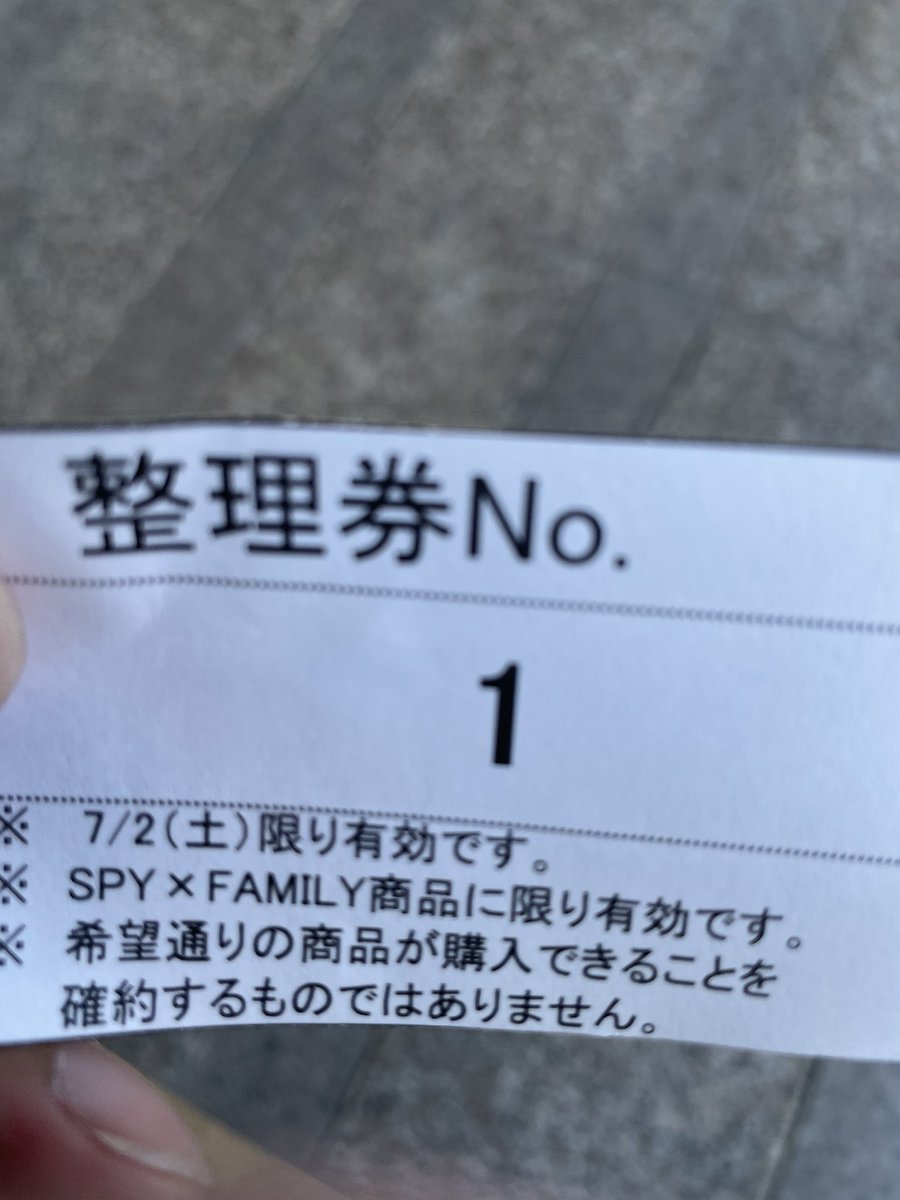 整理券No.
1
※ 7/2(土)限り有効です。
※ SPY×FAMILY商品に限り有効です。
※ 希望通りの商品が購入できることを
確約するものではありません。